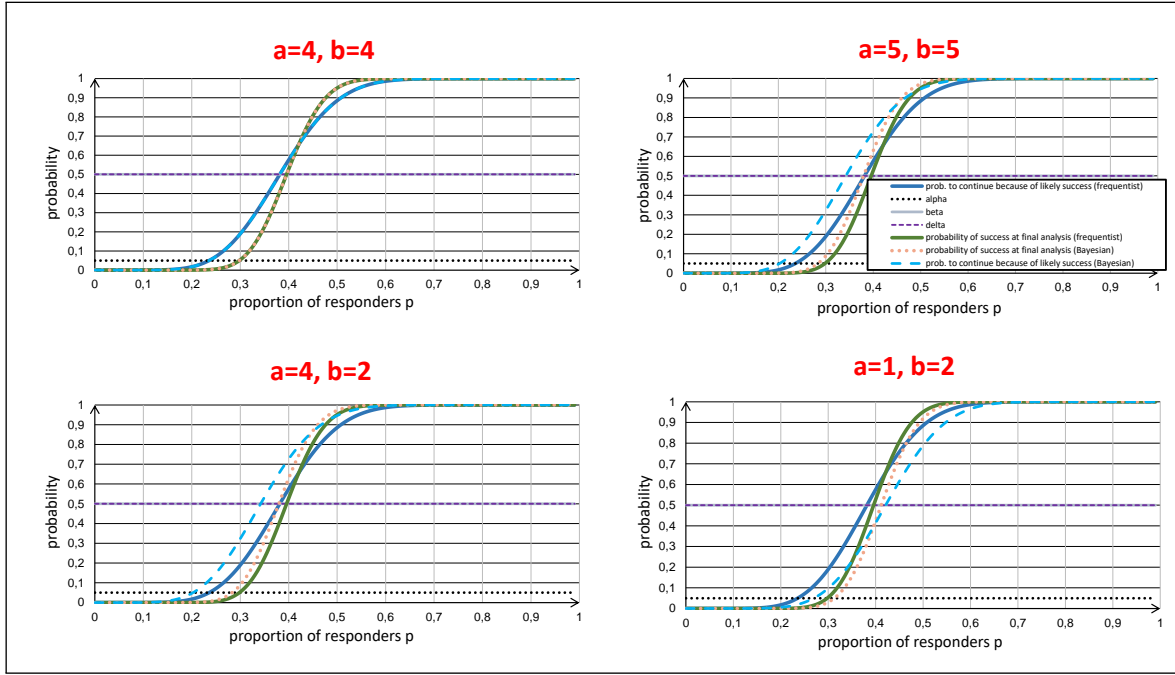 a=4, b=4
1
0,9
0,8
0,7
0,6
0,5
0,4
0,3
0,2
0,1
0
probability
0 0,1 0,2 0,3 0,4 0,5 0,6 0,7 0,8 0,9 1
proportion of responders p
a=5, b=5
1
0,9
0,8
0,7
0,6
0,5
0,4
0,3
0,2
0,1
0
probability
prob. to continue because of likely success (frequentist)
alpha
beta
delta
probability of success at final analysis (frequentist)
probability of success at final analysis (Bayesian)
prob. to continue because of likely success (Bayesian)
0 0,1 0,2 0,3 0,4 0,5 0,6 0,7 0,8 0,9 1
proportion of responders p
a=4, b=2
1
0,9
0,8
0,7
0,6
0,5
0,4
0,3
0,2
0,1
0
probability
0 0,1 0,2 0,3 0,4 0,5 0,6 0,7 0,8 0,9 1
proportion of responders p
a=1, b=2
1
0,9
0,8
0,7
0,6
0,5
0,4
0,3
0,2
0,1
0
probability
0 0,1 0,2 0,3 0,4 0,5 0,6 0,7 0,8 0,9 1
proportion of responders p